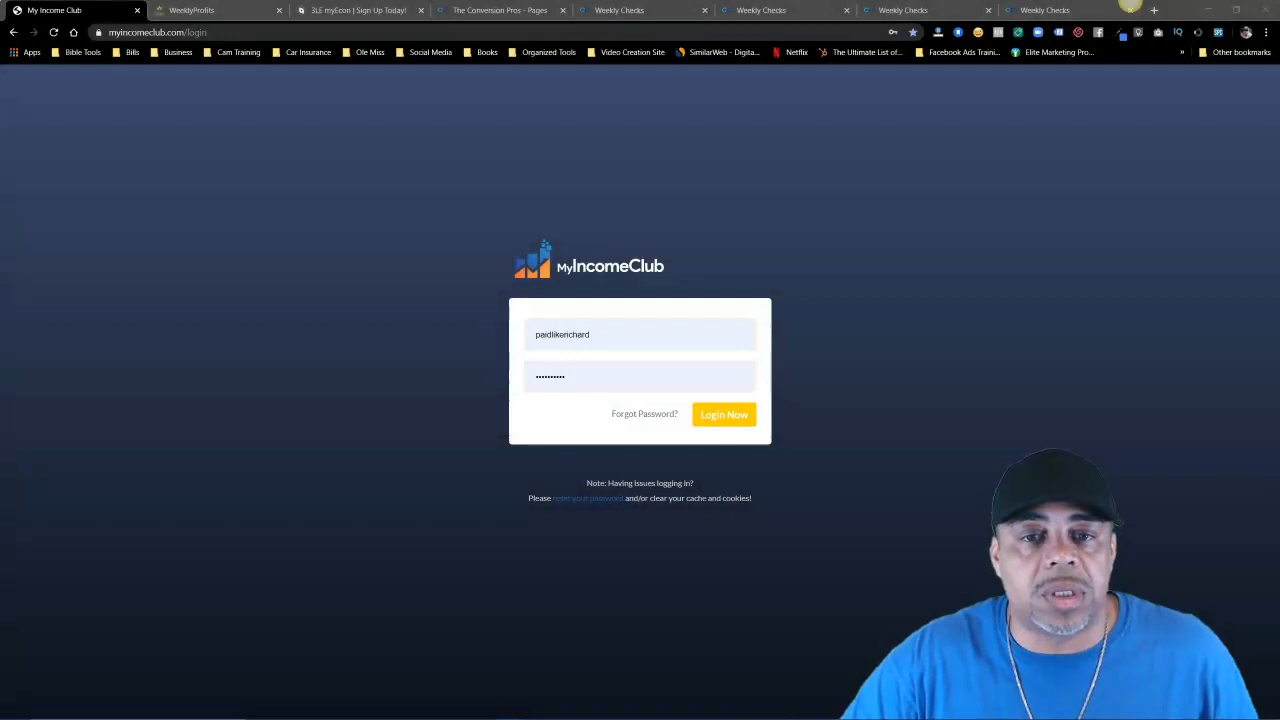 My Income Club
WeeklyProfits
3LE myEcon | Sign Up Today!
The Conversion Pros - Pages
Weekly Checks
Weekly Checks
Weekly Checks
Weekly Checks
myincomeclub.com/login
Apps
Bible Tools
Bills
Business
Cam Training
Car Insurance
Ole Miss
Social Media
Books
Organized Tools
Video Creation Site
SimilarWeb - Digita...
Netflix
The Ultimate List of...
Facebook Ads Traini...
Elite Marketing Pro...
»
Other bookmarks
MyIncomeClub
paidlikerichard
••••••••••
Forgot Password?
Login Now
Note: Having Issues logging in?
Please reset your password and/or clear your cache and cookies!